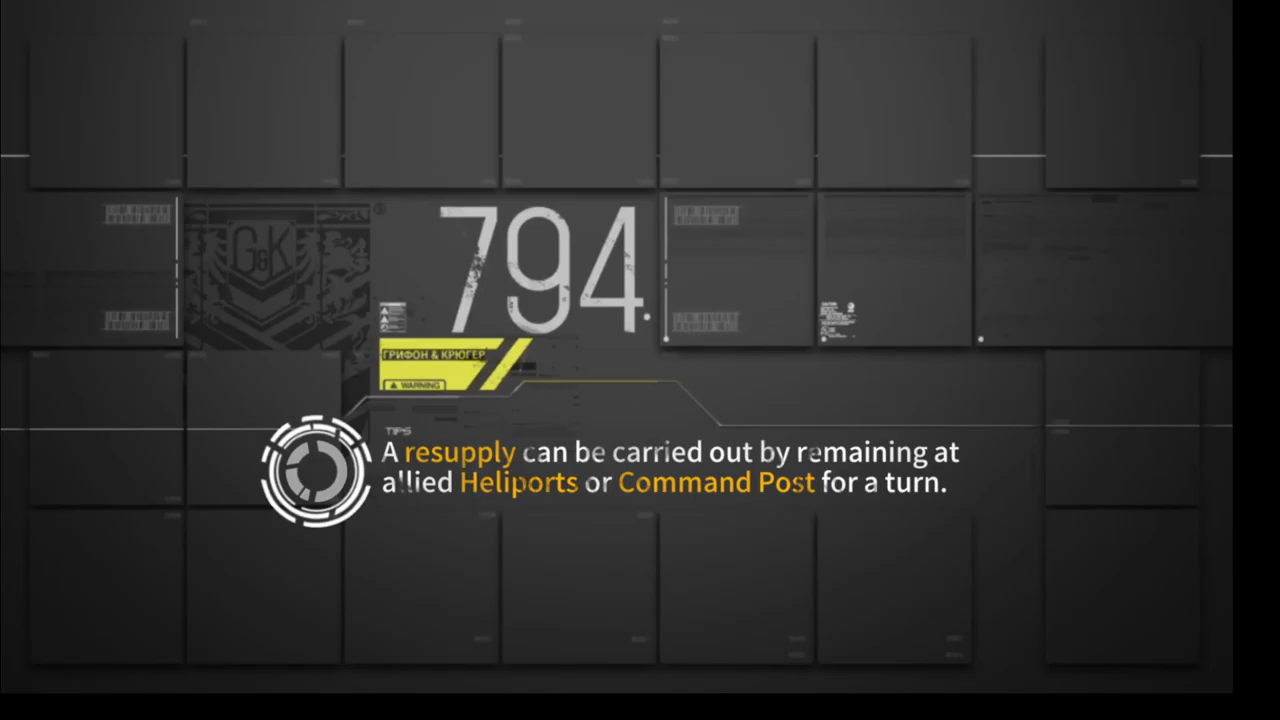 G&K
794
ГРИФОН & КРЮГЕР
WARNING
TIPS
A resupply can be carried out by remaining at
allied Heliports or Command Post for a turn.